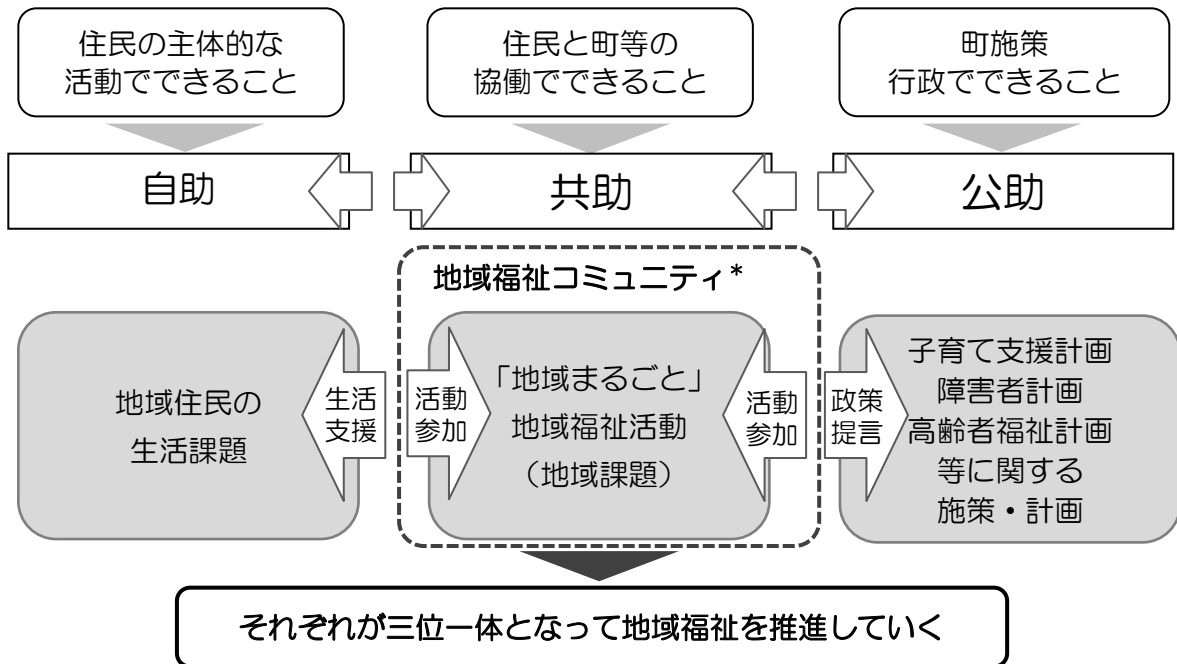 住民の主体的な
活動でできること
住民と町等の
協働でできること
町施策
行政でできること
自助
共助
公助
地域福祉コミュニティ*
地域住民の
生活課題
生活
支援
活動
参加
「地域まるごと」
地域福祉活動
（地域課題）
活動
参加
政策
提言
子育て支援計画
障害者計画
高齢者福祉計画
等に関する
施策・計画
それぞれが三位一体となって地域福祉を推進していく